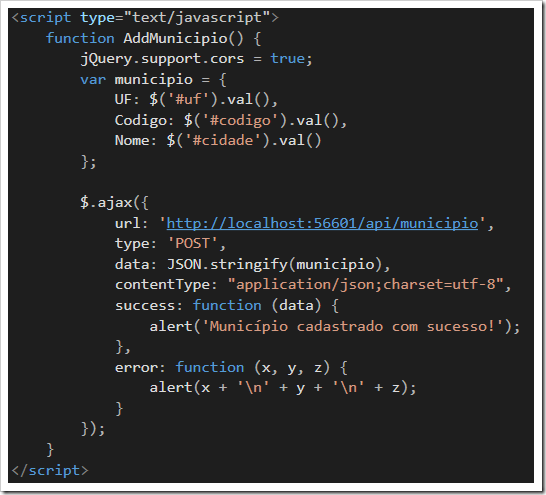 <script type="text/javascript">
    function AddMunicipio() {
        jQuery.support.cors = true;
        var municipio = {
            UF: $('#uf').val(),
            Codigo: $('#codigo').val(),
            Nome: $('#cidade').val()
        };

        $.ajax({
            url: 'http://localhost:56601/api/municipio',
            type: 'POST',
            data: JSON.stringify(municipio),
            contentType: "application/json;charset=utf-8",
            success: function (data) {
                alert('Município cadastrado com sucesso!');
            },
            error: function (x, y, z) {
                alert(x + '\n' + y + '\n' + z);
            }
        });
    }
</script>